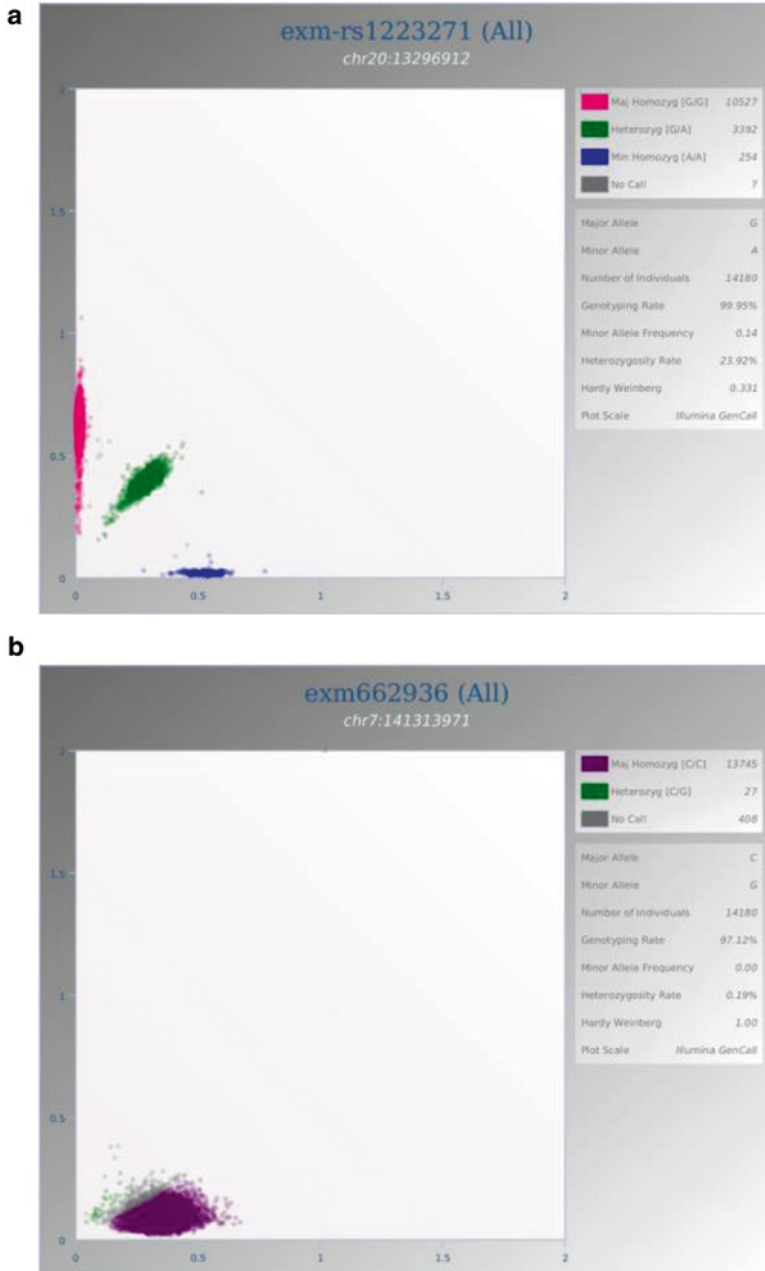 a
exm-rs1223271 (All)
chr20:13296912
2
1.5
1
0.5
0
0
0.5
1
1.5
2
Maj Homozyg [G/G] 10527
Heterozyg [G/A] 3392
Min Homozyg [A/A] 254
No Call 7
Major Allele G
Minor Allele A
Number of Individuals 14180
Genotyping Rate 99.95%
Minor Allele Frequency 0.14
Heterozygosity Rate 23.92%
Hardy Weinberg 0.331
Plot Scale Illumina GenCall
b
exm662936 (All)
chr7:141313971
2
1.5
1
0.5
0
0
0.5
1
1.5
2
Maj Homozyg [C/C] 13745
Heterozyg [C/G] 27
No Call 408
Major Allele C
Minor Allele G
Number of Individuals 14180
Genotyping Rate 97.12%
Minor Allele Frequency 0.00
Heterozygosity Rate 0.19%
Hardy Weinberg 1.00
Plot Scale Illumina GenCall